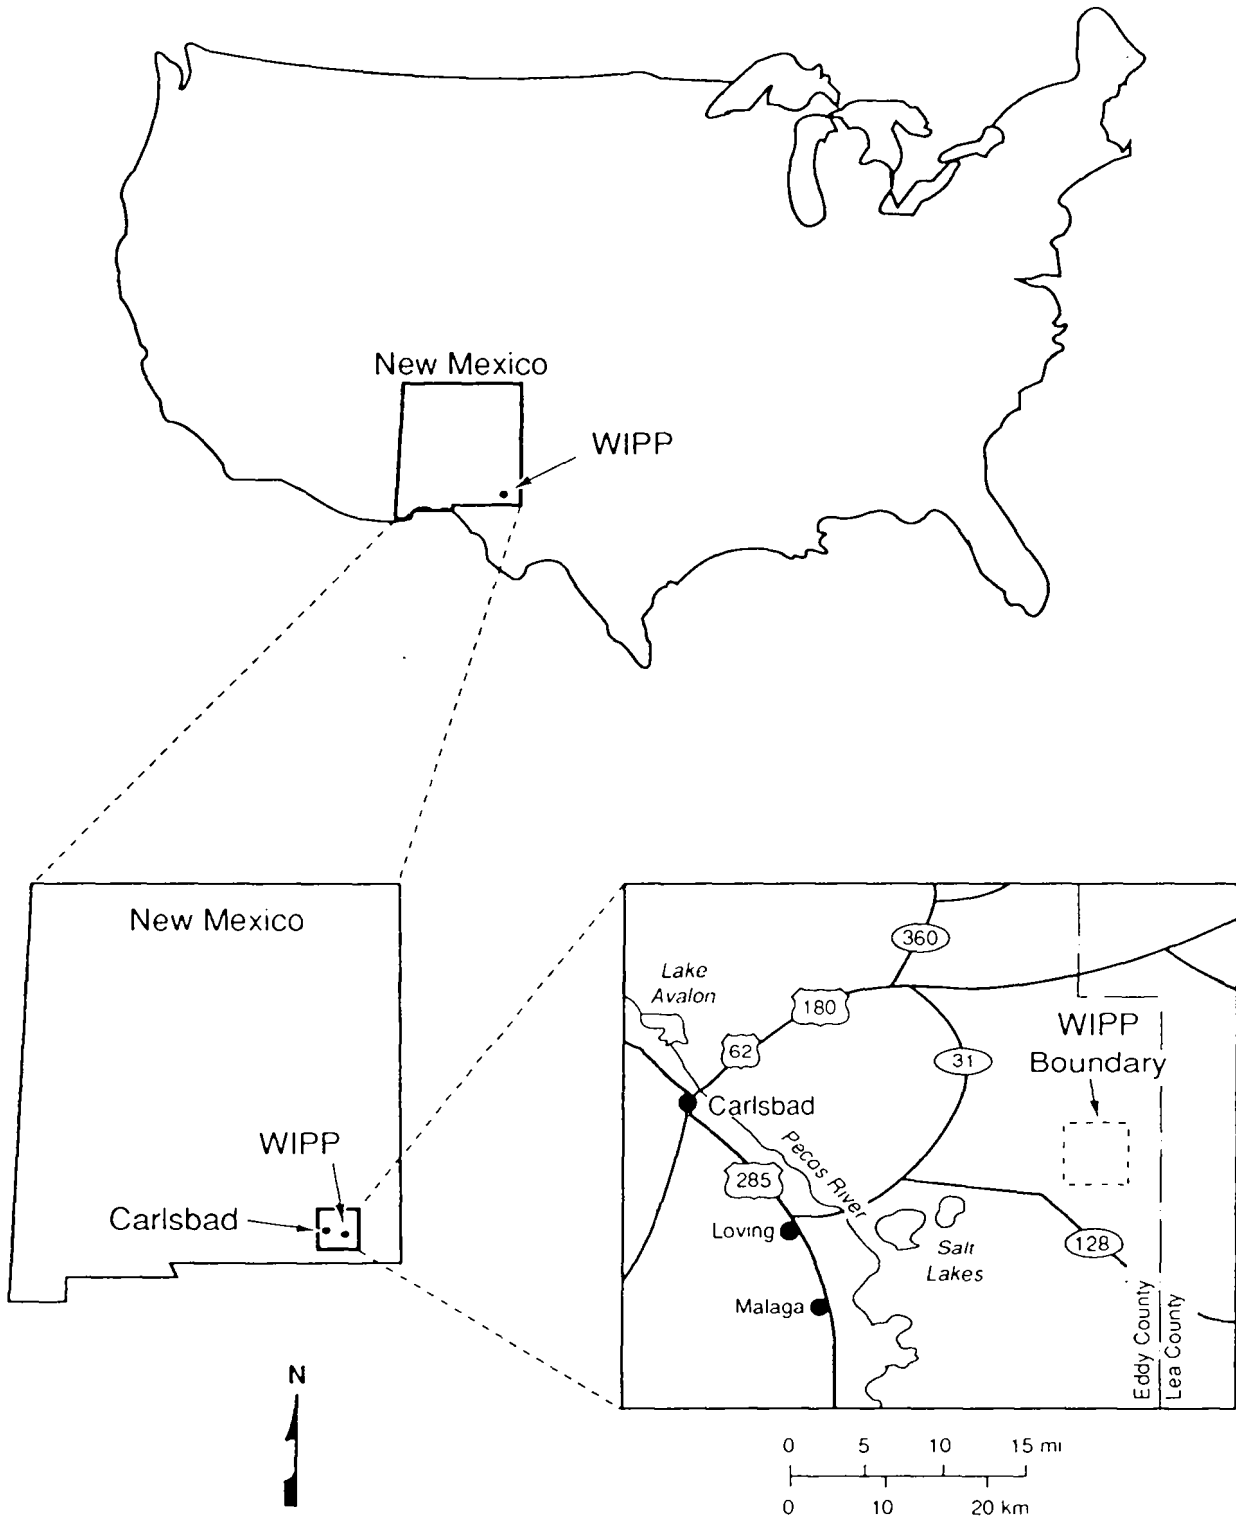 New Mexico
WIPP
New Mexico
WIPP
Carlsbad
N
360
Lake
Avalon
180
WIPP
Boundary
62
31
Carlsbad
Pecos River
285
Loving
Salt
Lakes
128
Malaga
Eddy County
Lea County
0 5 10 15 mi
0 10 20 km